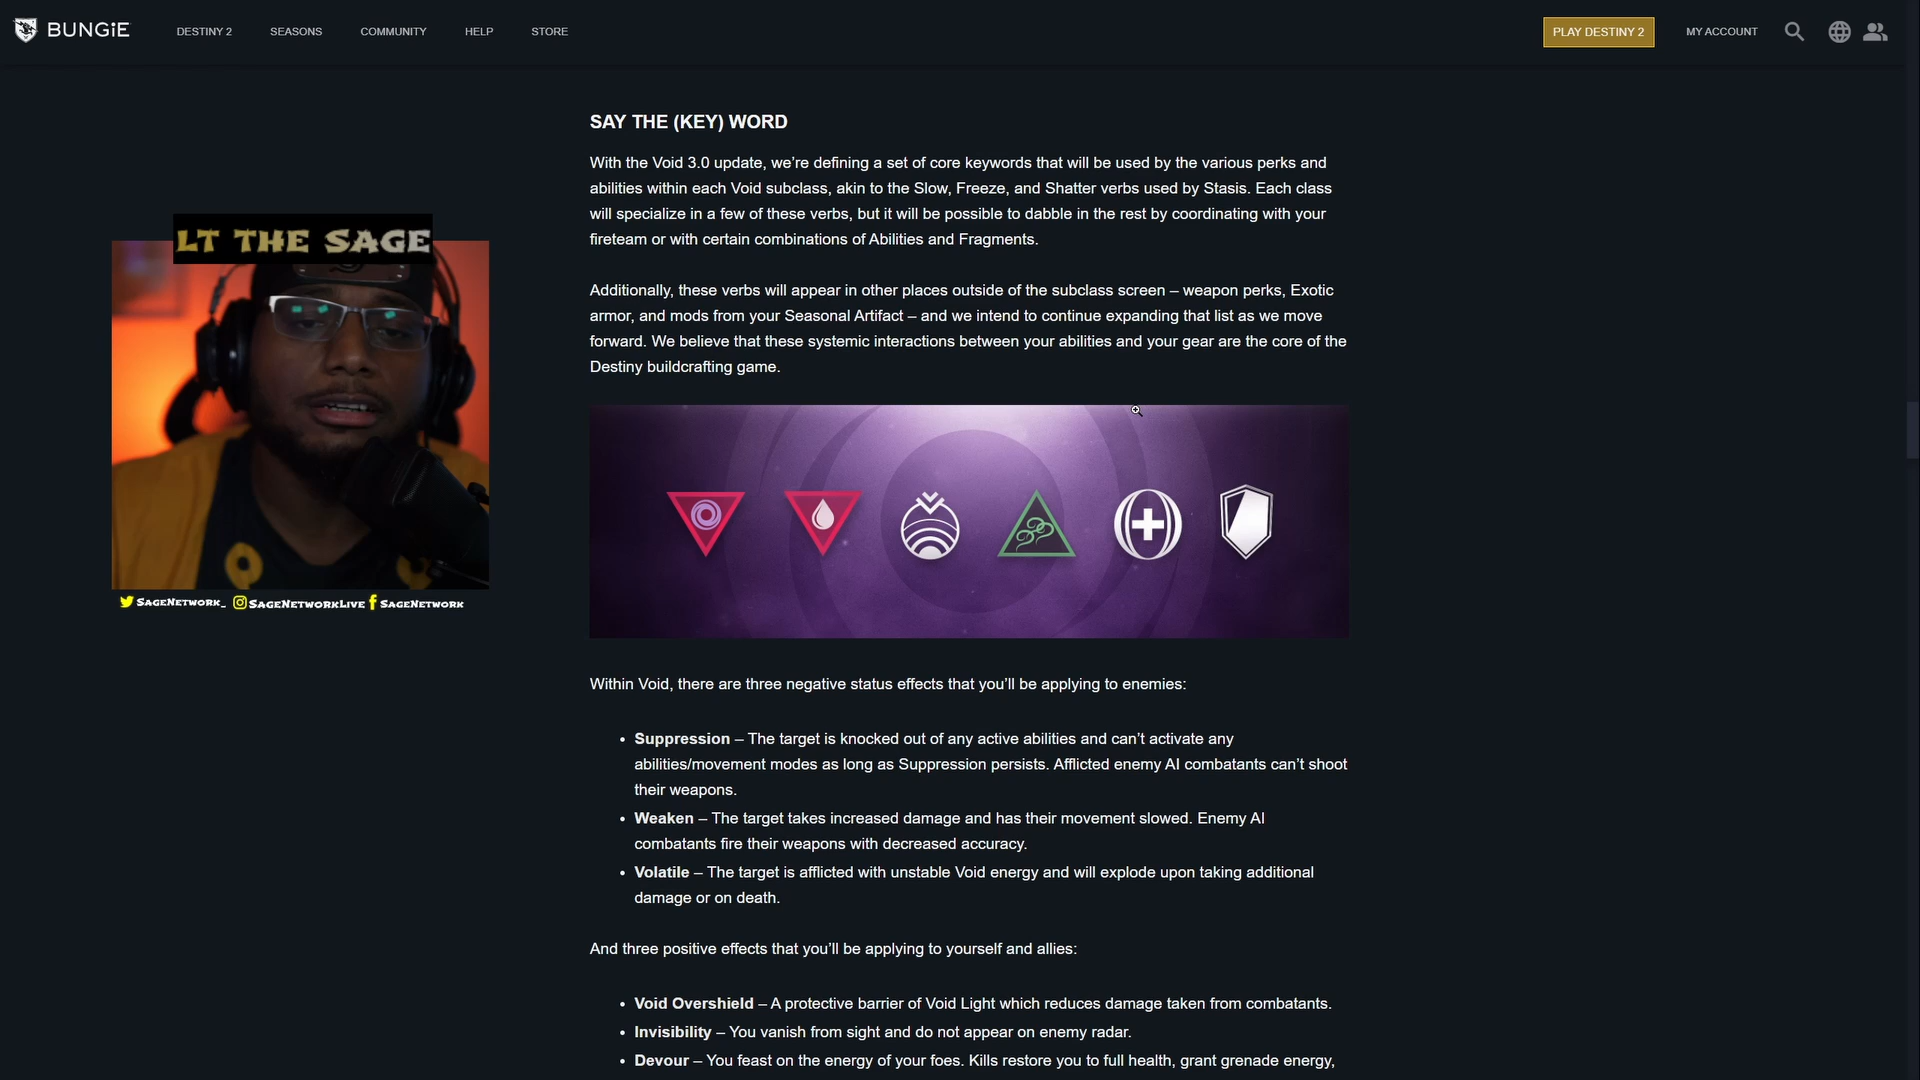 BUNGiE
DESTINY 2
SEASONS
COMMUNITY
HELP
STORE
PLAY DESTINY 2
MY ACCOUNT
SAY THE (KEY) WORD
With the Void 3.0 update, we’re defining a set of core keywords that will be used by the various perks and
abilities within each Void subclass, akin to the Slow, Freeze, and Shatter verbs used by Stasis. Each class
will specialize in a few of these verbs, but it will be possible to dabble in the rest by coordinating with your
fireteam or with certain combinations of Abilities and Fragments.
Additionally, these verbs will appear in other places outside of the subclass screen – weapon perks, Exotic
armor, and mods from your Seasonal Artifact – and we intend to continue expanding that list as we move
forward. We believe that these systemic interactions between your abilities and your gear are the core of the
Destiny buildcrafting game.
LT THE SAGE
SAGENETWORK_
SAGENETWORKLIVE
SAGENETWORK
Within Void, there are three negative status effects that you’ll be applying to enemies:
• Suppression – The target is knocked out of any active abilities and can’t activate any
abilities/movement modes as long as Suppression persists. Afflicted enemy AI combatants can’t shoot
their weapons.
• Weaken – The target takes increased damage and has their movement slowed. Enemy AI
combatants fire their weapons with decreased accuracy.
• Volatile – The target is afflicted with unstable Void energy and will explode upon taking additional
damage or on death.
And three positive effects that you’ll be applying to yourself and allies:
• Void Overshield – A protective barrier of Void Light which reduces damage taken from combatants.
• Invisibility – You vanish from sight and do not appear on enemy radar.
• Devour – You feast on the energy of your foes. Kills restore you to full health, grant grenade energy,